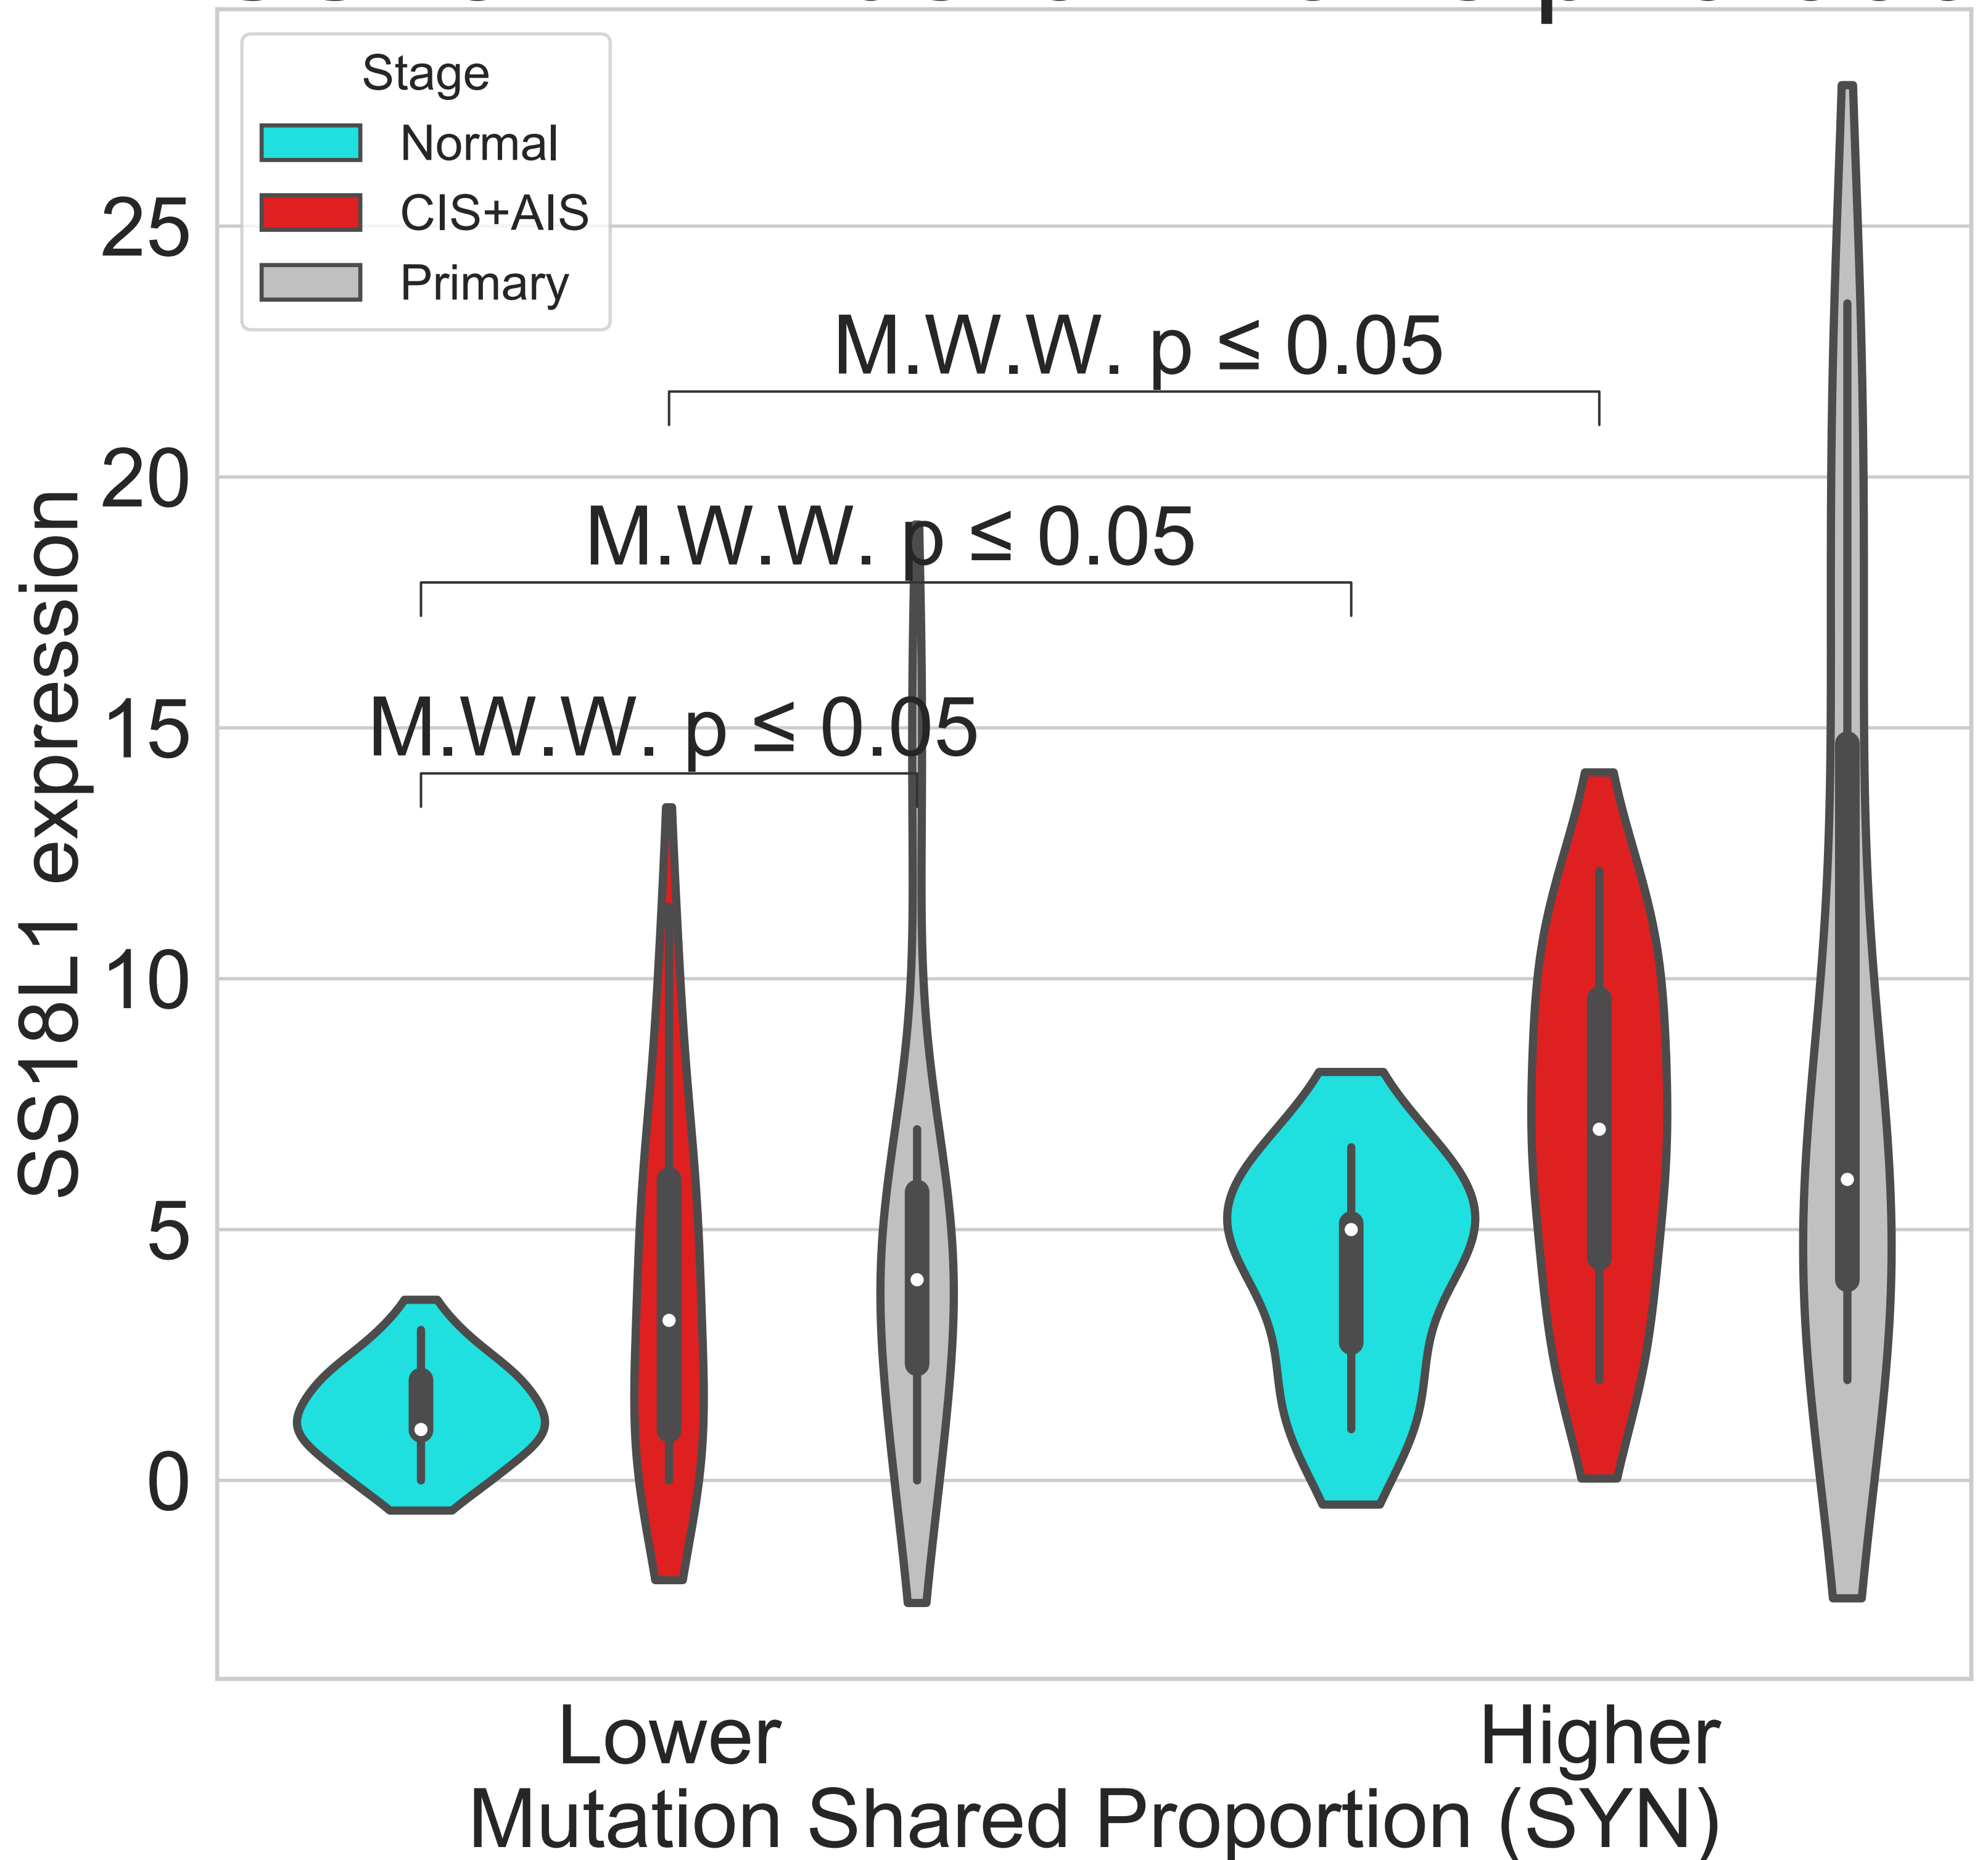 Stage
Normal
CIS+AIS
Primary
M.W.W. p ≤ 0.05
M.W.W. p ≤ 0.05
M.W.W. p ≤ 0.05
25
20
15
10
5
0
SS18L1 expression
Lower
Higher
Mutation Shared Proportion (SYN)